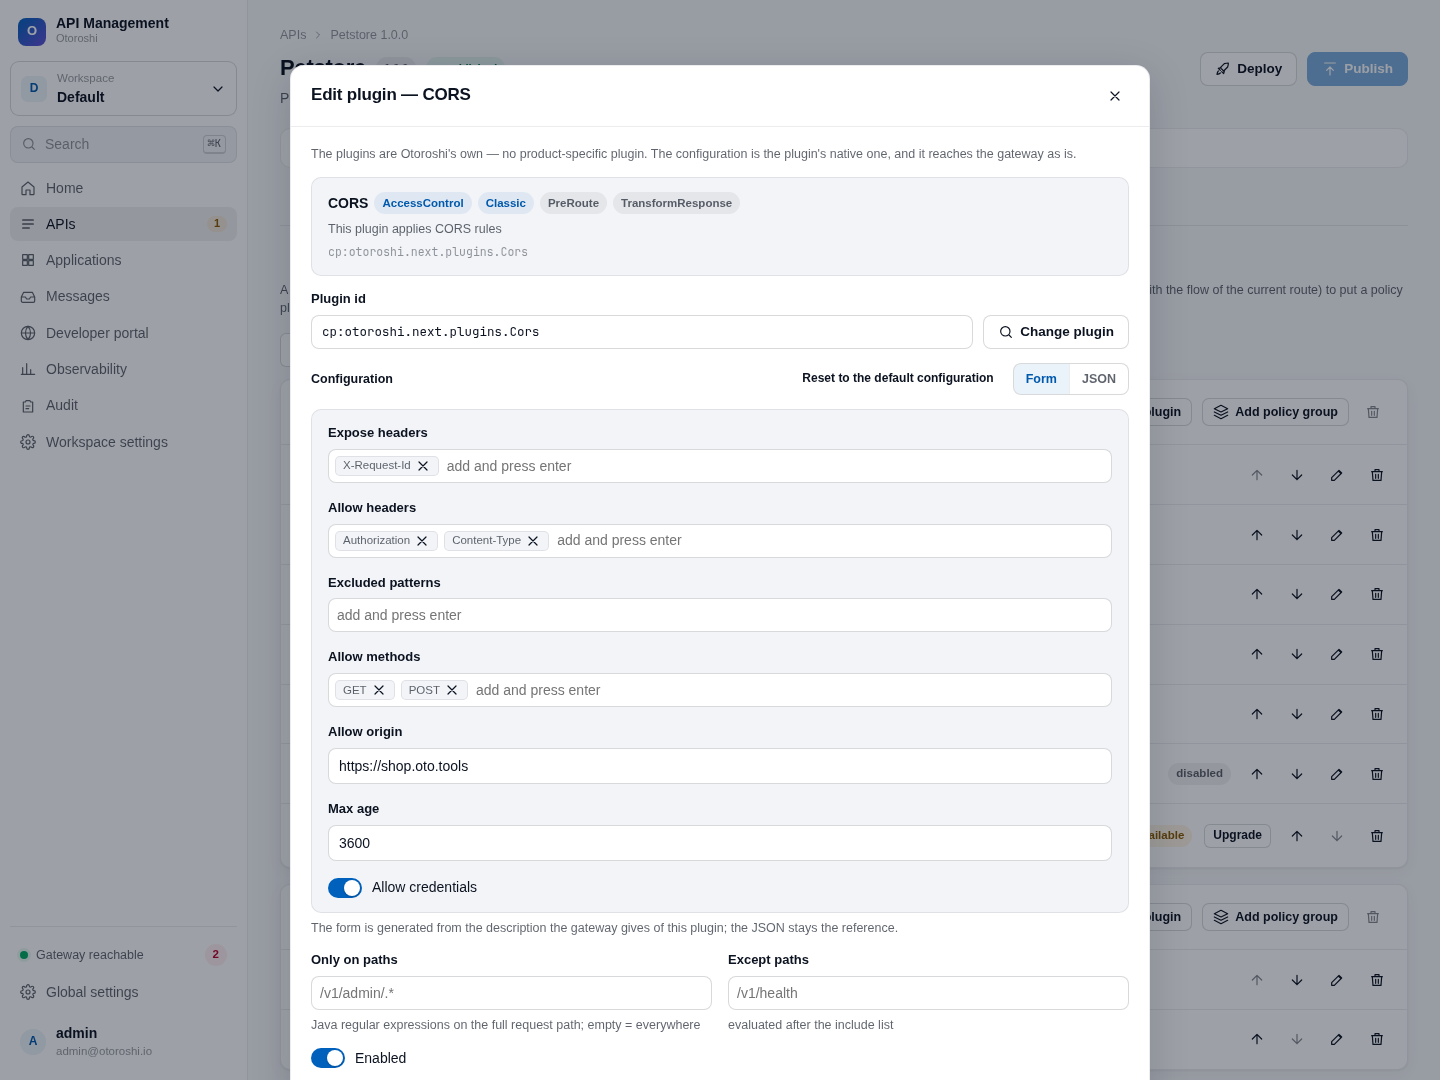 O
API Management
Otoroshi
D
Workspace
Default
Search
⌘K
Home
APIs
1
Applications
Messages
Developer portal
Observability
Audit
Workspace settings
Gateway reachable
2
Global settings
A
admin
admin@otoroshi.io
APIs
Petstore 1.0.0
Deploy
Publish
Edit plugin — CORS
The plugins are Otoroshi's own — no product-specific plugin. The configuration is the plugin's native one, and it reaches the gateway as is.
CORS AccessControl Classic PreRoute TransformResponse
This plugin applies CORS rules
cp:otoroshi.next.plugins.Cors
Plugin id
cp:otoroshi.next.plugins.Cors
Change plugin
Configuration
Reset to the default configuration
Form
JSON
Expose headers
X-Request-Id
add and press enter
Allow headers
Authorization
Content-Type
add and press enter
Excluded patterns
add and press enter
Allow methods
GET
POST
add and press enter
Allow origin
https://shop.oto.tools
Max age
3600
Allow credentials
The form is generated from the description the gateway gives of this plugin; the JSON stays the reference.
Only on paths
/v1/admin/.*
Java regular expressions on the full request path; empty = everywhere
Except paths
/v1/health
evaluated after the include list
Enabled
the flow of the current route) to put a policy
Add policy group
disabled
Upgrade
Add policy group